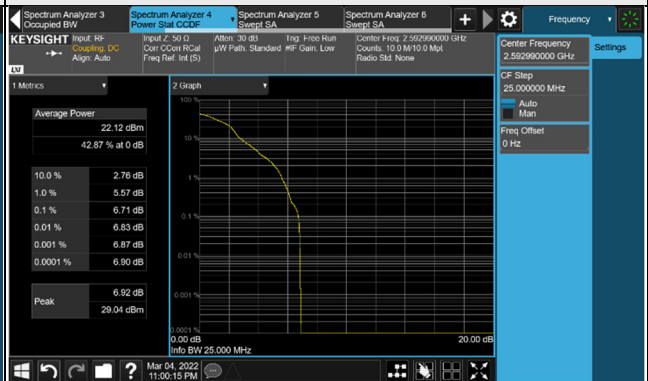 Spectrum Analyzer 3
Occupied BW
Spectrum Analyzer 4
Power Stat CCDF
Spectrum Analyzer 5
Swept SA
Spectrum Analyzer 6
Swept SA
Frequency
KEYSIGHT
Input: RF
Coupling: DC
Align: Auto
Input Z: 50 Ω
Corr CCorr RCal
Freq Ref: Int (S)
Atten: 30 dB
µW Path: Standard
Trig: Free Run
#IF Gain: Low
Center Freq: 2.592990000 GHz
Counts: 10.0 M/10.0 Mpt
Radio Std: None
LXI
Center Frequency
2.592990000 GHz
Settings
CF Step
25.000000 MHz
Auto
Man
Freq Offset
0 Hz
1 Metrics
Average Power
22.12 dBm
42.87 % at 0 dB
10.0 % 2.76 dB
1.0 % 5.57 dB
0.1 % 6.71 dB
0.01 % 6.83 dB
0.001 % 6.87 dB
0.0001 % 6.90 dB
Peak 6.92 dB
29.04 dBm
2 Graph
100 %
10 %
1 %
0.1 %
0.01 %
0.001 %
0.0001 %
0.00 dB 20.00 dB
Info BW 25.000 MHz
Mar 04, 2022
11:00:15 PM